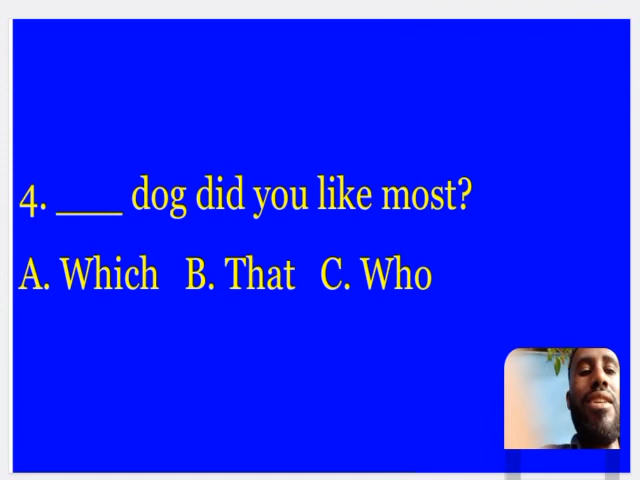 4. ____ dog did you like most?
A. Which B. That C. Who